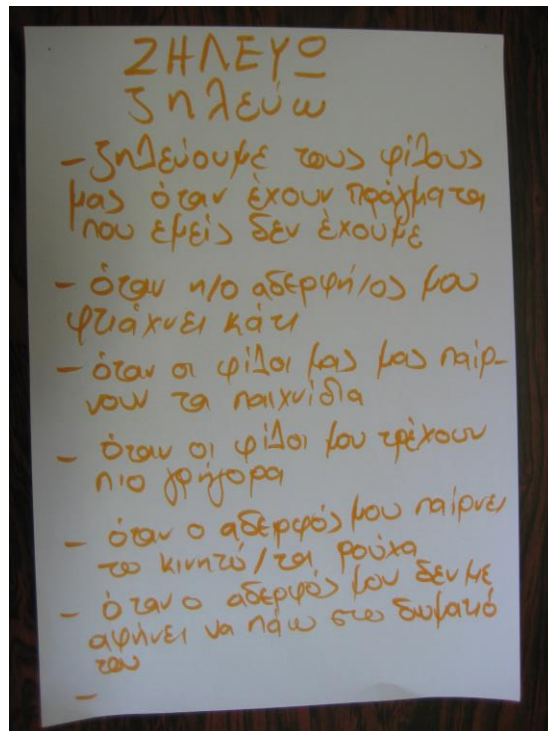 ΖΗΛΕΥΩ
ζηλεύω
- ζηλεύουμε τους φίλους
μας όταν έχουν πράγματα
που εμείς δεν έχουμε
- όταν η/ο αδερφή/ος μου
φτιάχνει κάτι
- όταν οι φίλοι μας μας παίρ-
νουν τα παιχνίδια
- όταν οι φίλοι μου τρέχουν
πιο γρήγορα
- όταν ο αδερφός μου παίρνει
το κινητό/τα ρούχα
- όταν ο αδερφός μου δεν με
αφήνει να πάω στο δωματιό
του
-